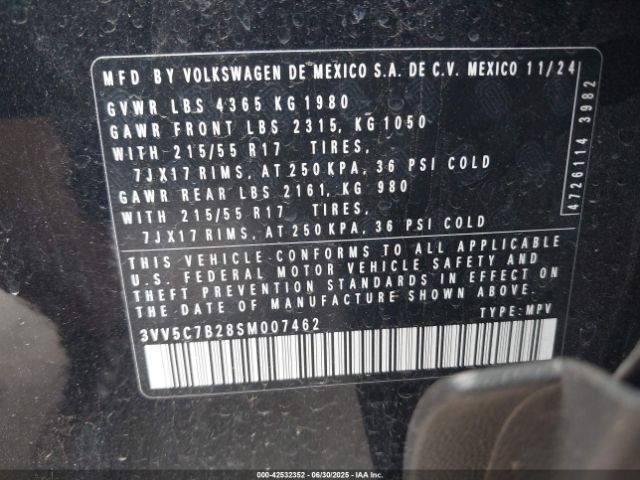 MFD BY VOLKSWAGEN DE MEXICO S.A. DE C.V. MEXICO 11/24
GVWR LBS 4365 KG 1980
GAWR FRONT LBS 2315, KG 1050
WITH 215/55 R17 TIRES,
7JX17 RIMS, AT 250 KPA, 36 PSI COLD
GAWR REAR LBS 2161, KG 980
WITH 215/55 R17 TIRES,
7JX17 RIMS, AT 250 KPA, 36 PSI COLD
4726114 3982
THIS VEHICLE CONFORMS TO ALL APPLICABLE
U.S. FEDERAL MOTOR VEHICLE SAFETY AND
THEFT PREVENTION STANDARDS IN EFFECT ON
THE DATE OF MANUFACTURE SHOWN ABOVE.
3VV5C7B28SM007462 TYPE: MPV
000-42532352 | 06/30/2025 | Copyright IAA, LLC